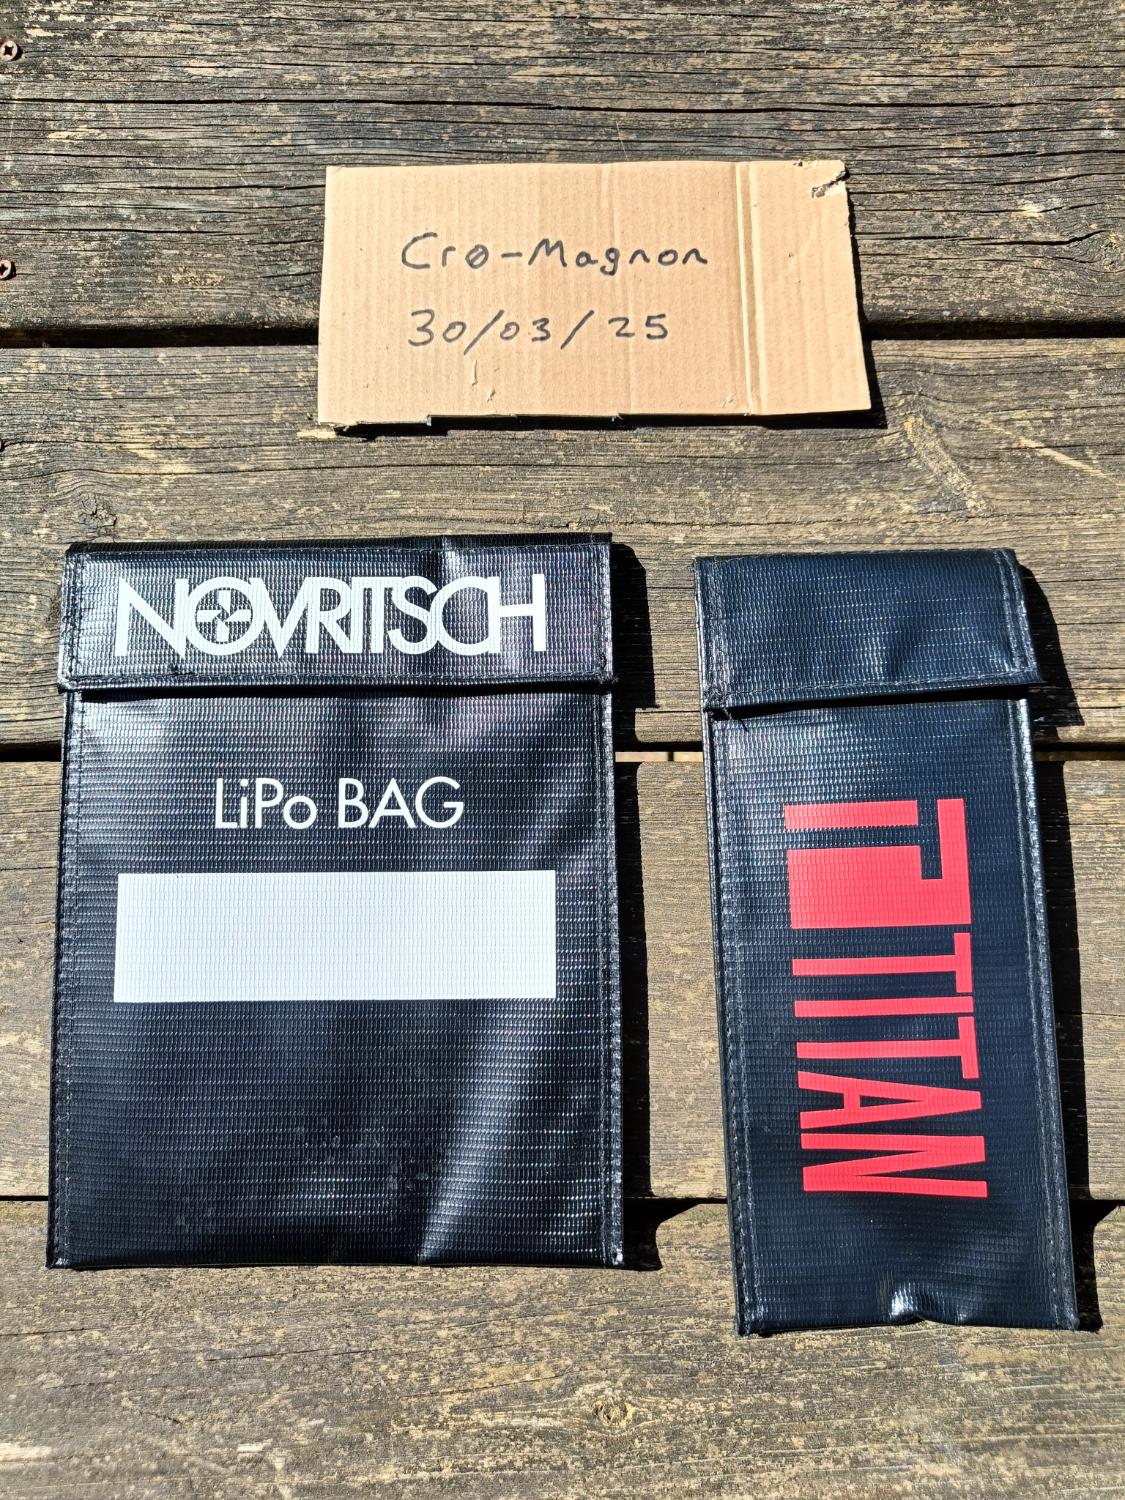 Cro-Magnon
30/03/25
NOVRITSCH
LiPo BAG
TITAN